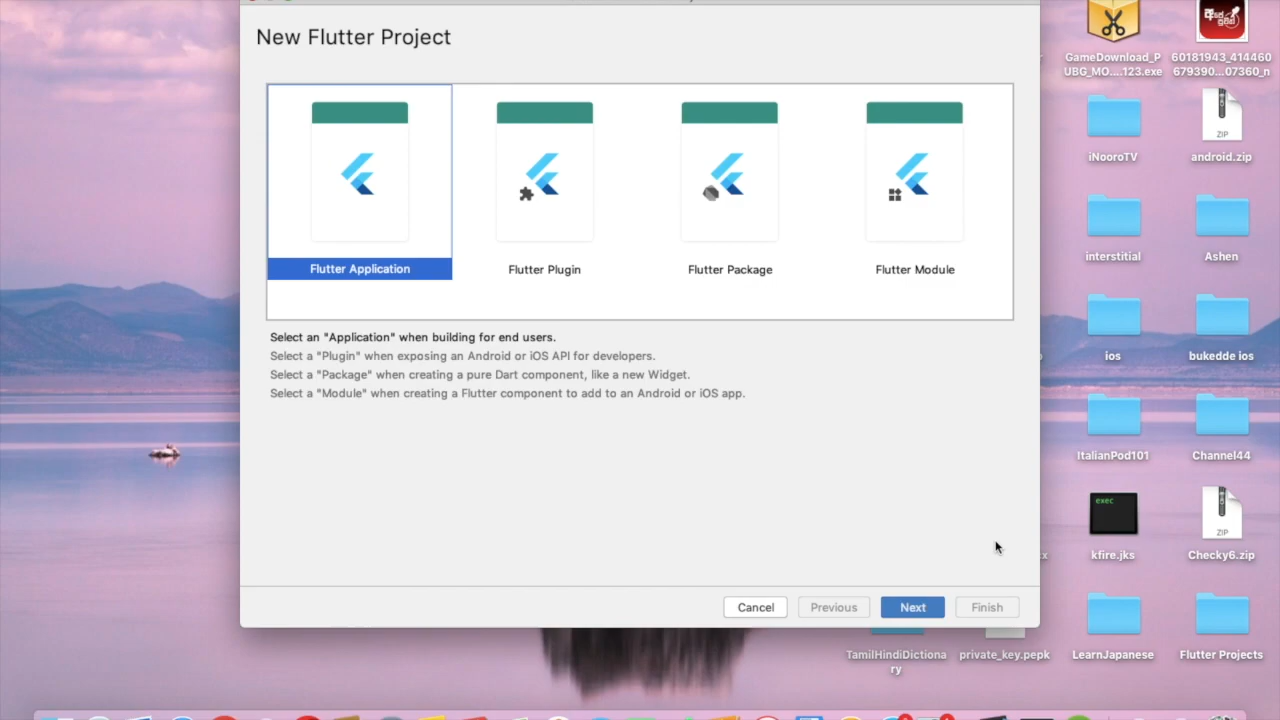 New Flutter Project
Flutter Application
Flutter Plugin
Flutter Package
Flutter Module
Select an "Application" when building for end users.
Select a "Plugin" when exposing an Android or iOS API for developers.
Select a "Package" when creating a pure Dart component, like a new Widget.
Select a "Module" when creating a Flutter component to add to an Android or iOS app.
Cancel
Previous
Next
Finish
GameDownload_P
UBG_MO....123.exe
60181943_414460
679390...07360_n
iNooroTV
ZIP
android.zip
interstitial
Ashen
ios
bukedde ios
ItalianPod101
Channel44
exec
kfire.jks
ZIP
Checky6.zip
TamilHindiDictiona
ry
private_key.pepk
LearnJapanese
Flutter Projects